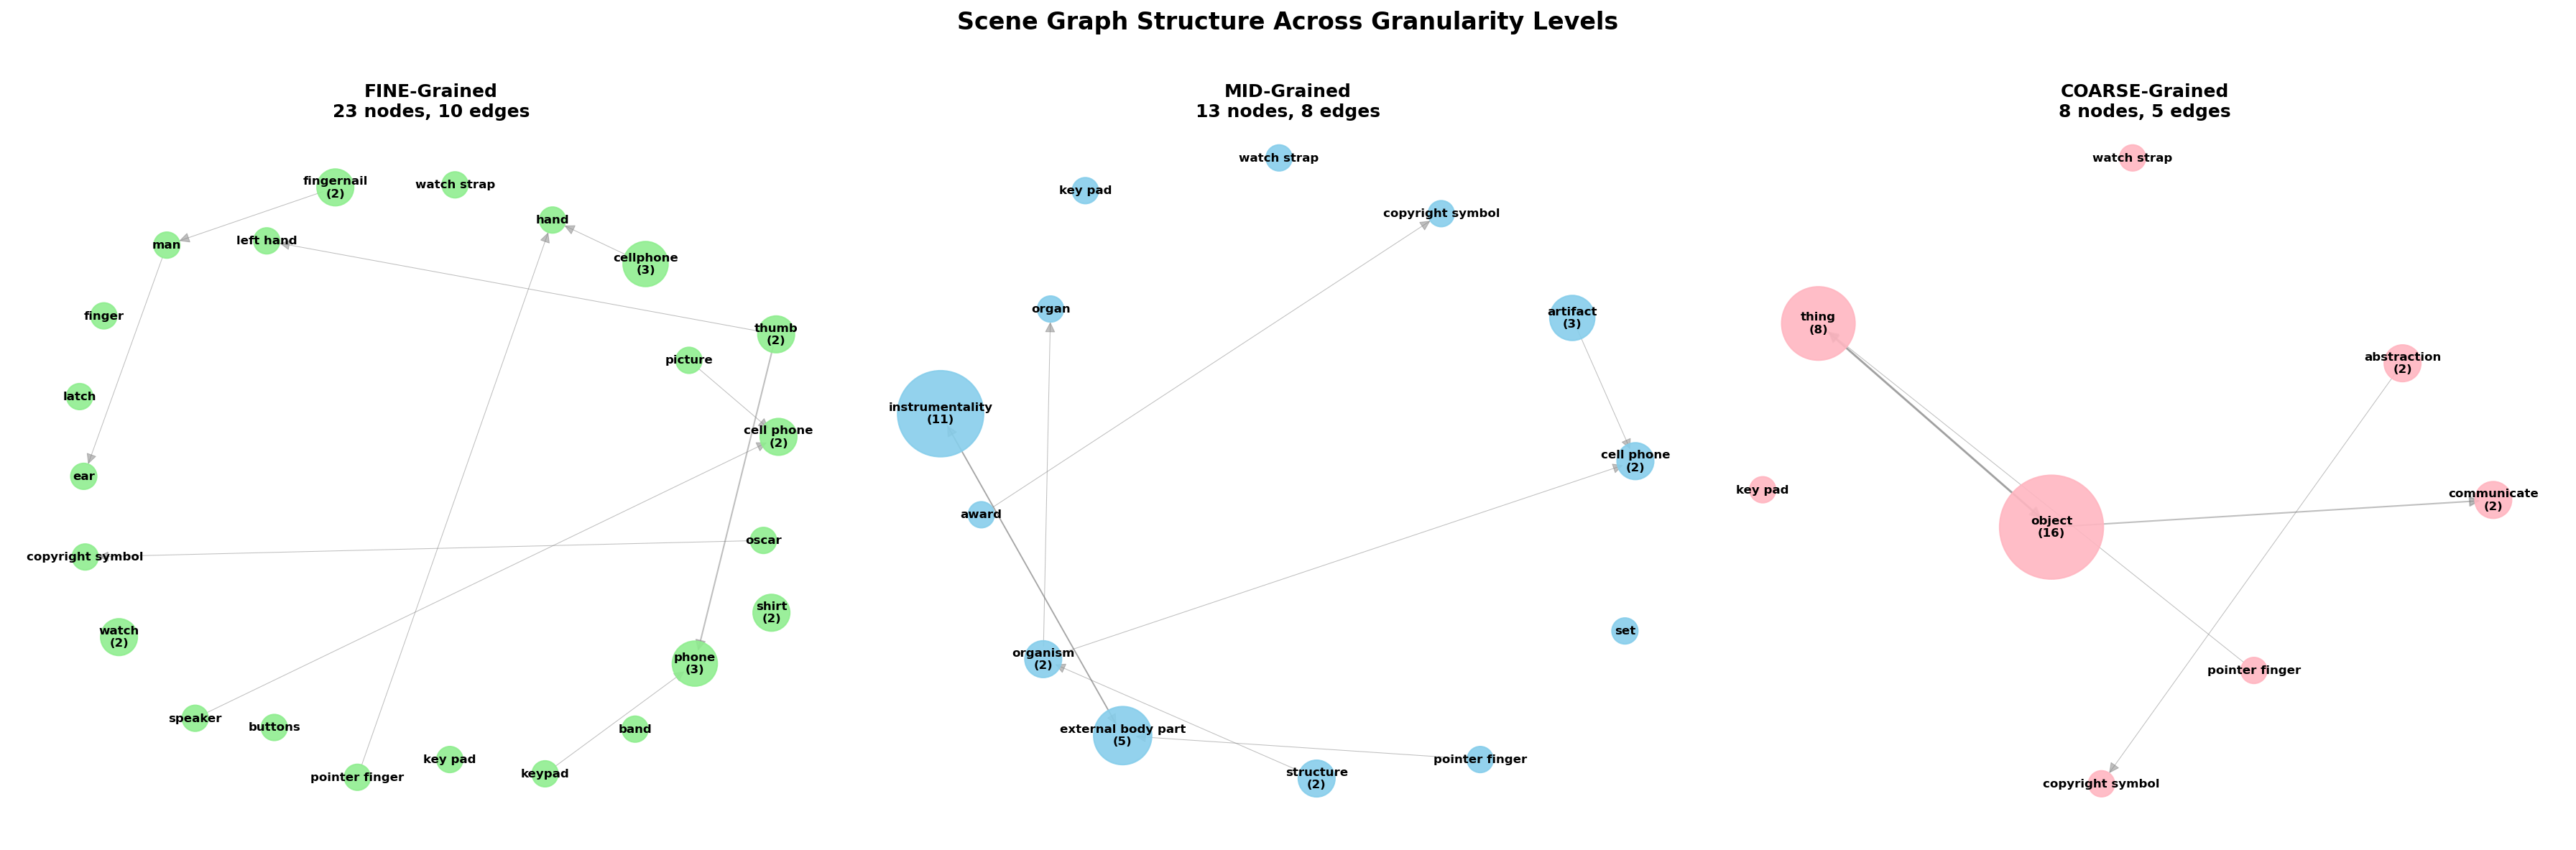 Scene Graph Structure Across Granularity Levels
FINE-Grained
23 nodes, 10 edges
fingernail
(2)
watch strap
hand
man
left hand
cellphone
(3)
finger
thumb
(2)
picture
latch
cell phone
(2)
ear
oscar
copyright symbol
shirt
(2)
watch
(2)
phone
(3)
speaker
buttons
band
key pad
pointer finger
keypad
MID-Grained
13 nodes, 8 edges
watch strap
key pad
copyright symbol
organ
artifact
(3)
instrumentality
(11)
cell phone
(2)
award
set
organism
(2)
external body part
(5)
pointer finger
structure
(2)
COARSE-Grained
8 nodes, 5 edges
watch strap
thing
(8)
abstraction
(2)
key pad
communicate
(2)
object
(16)
pointer finger
copyright symbol